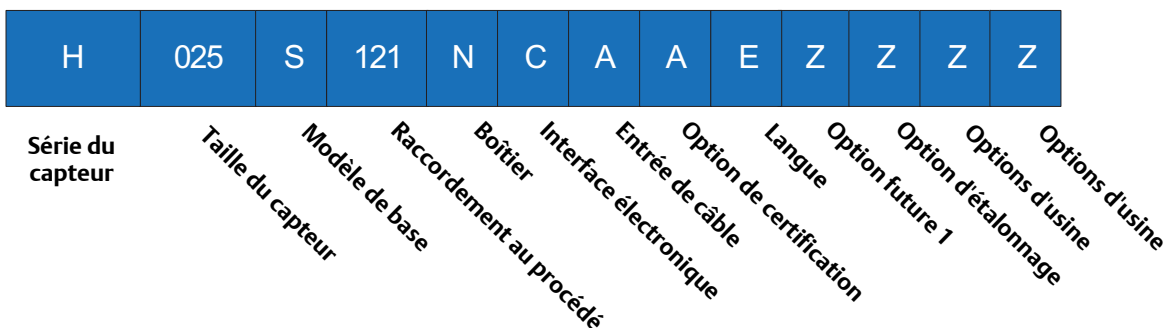 H 025 S 121 N C A A E Z Z Z Z
Série du
capteur
Taille du capteur
Modèle de base
Raccordement au procédé
Boîtier
Interface électronique
Entrée de câble
Option de certification
Langue
Option future 1
Option d'étalonnage
Options d'usine
Options d'usine